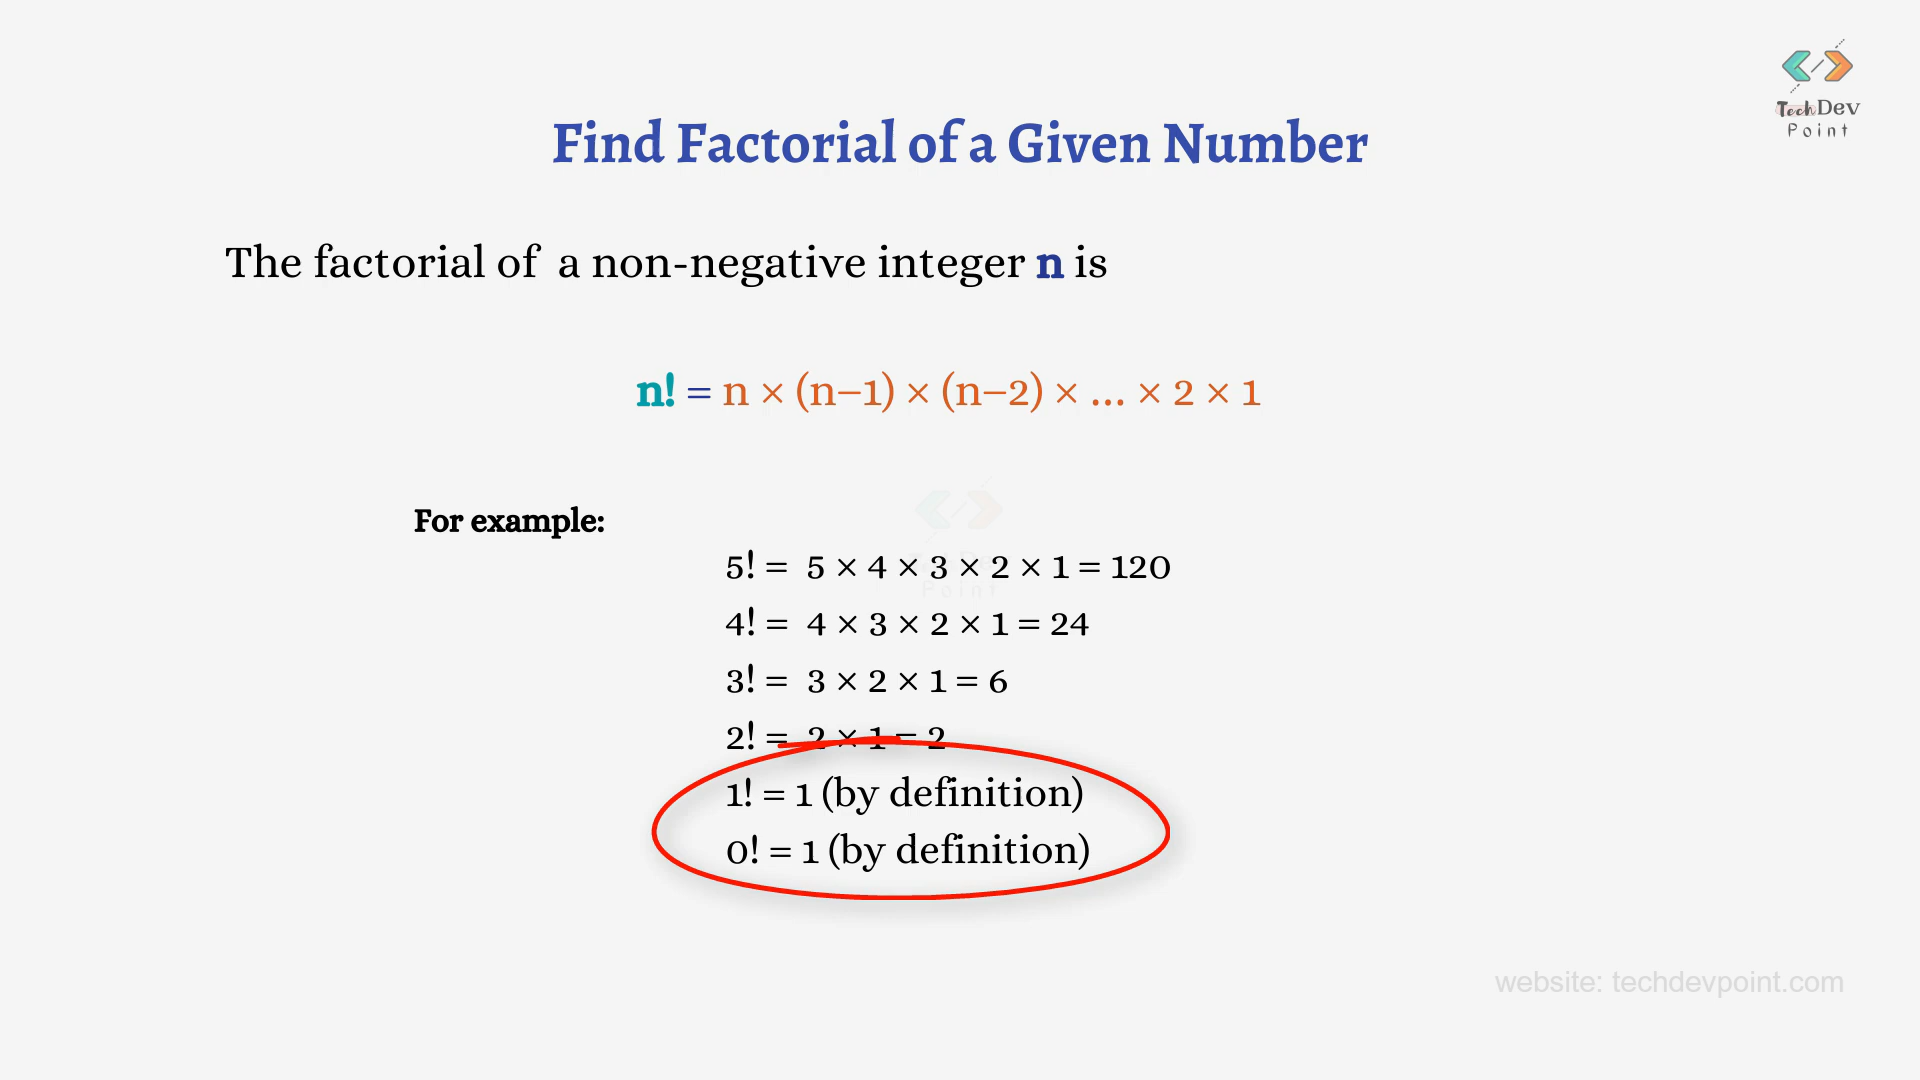 TechDev
Point
Find Factorial of a Given Number
The factorial of a non-negative integer n is
n! = n × (n–1) × (n–2) × ... × 2 × 1
For example:
5! = 5 × 4 × 3 × 2 × 1 = 120
4! = 4 × 3 × 2 × 1 = 24
3! = 3 × 2 × 1 = 6
2! = 2 × 1 = 2
1! = 1 (by definition)
0! = 1 (by definition)
website: techdevpoint.com